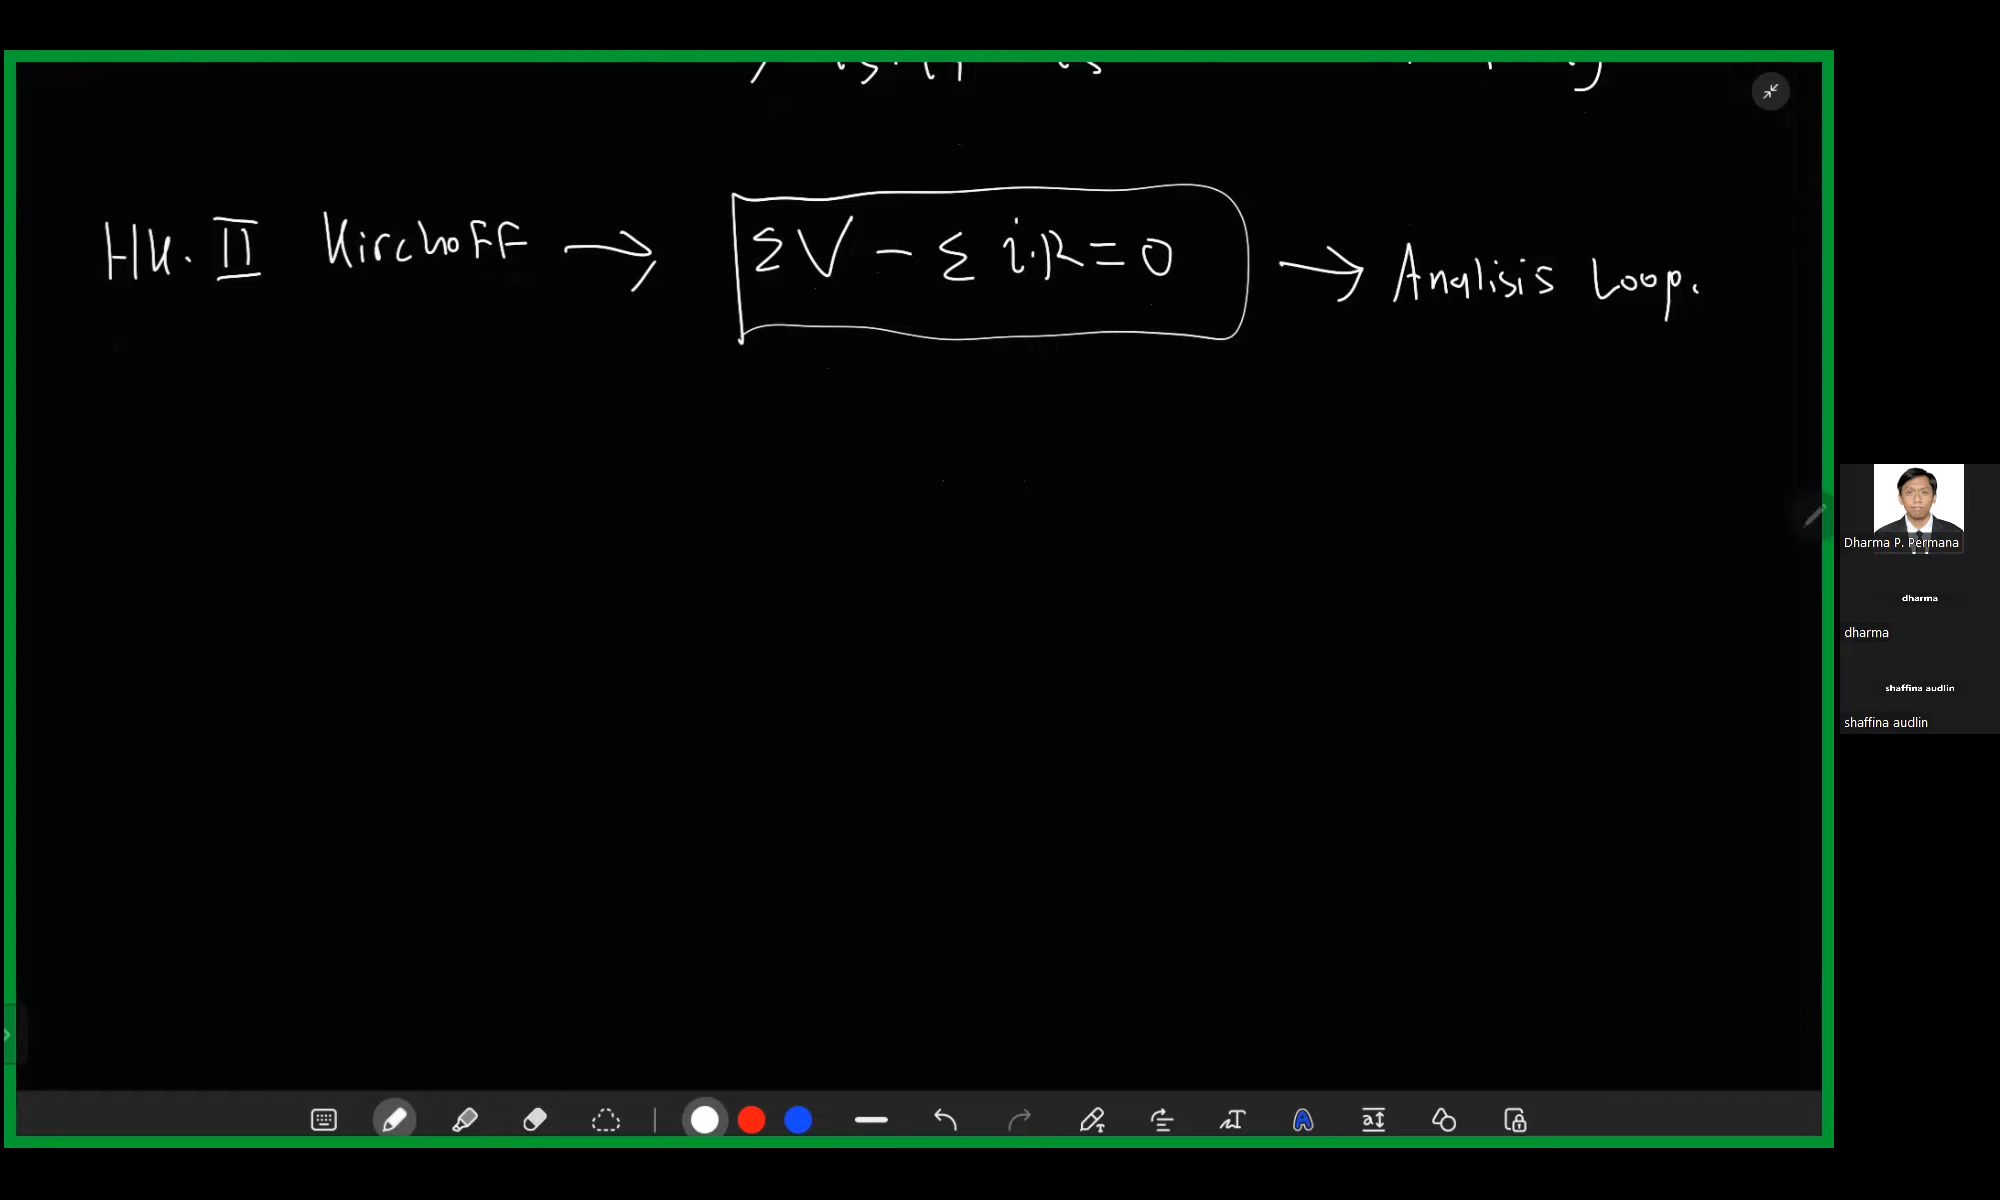 HK. II Kirchoff → ΣV - Σ i.R = 0 → Analisis Loop.
Dharma P. Permana
dharma
dharma
shaffina audlin
shaffina audlin